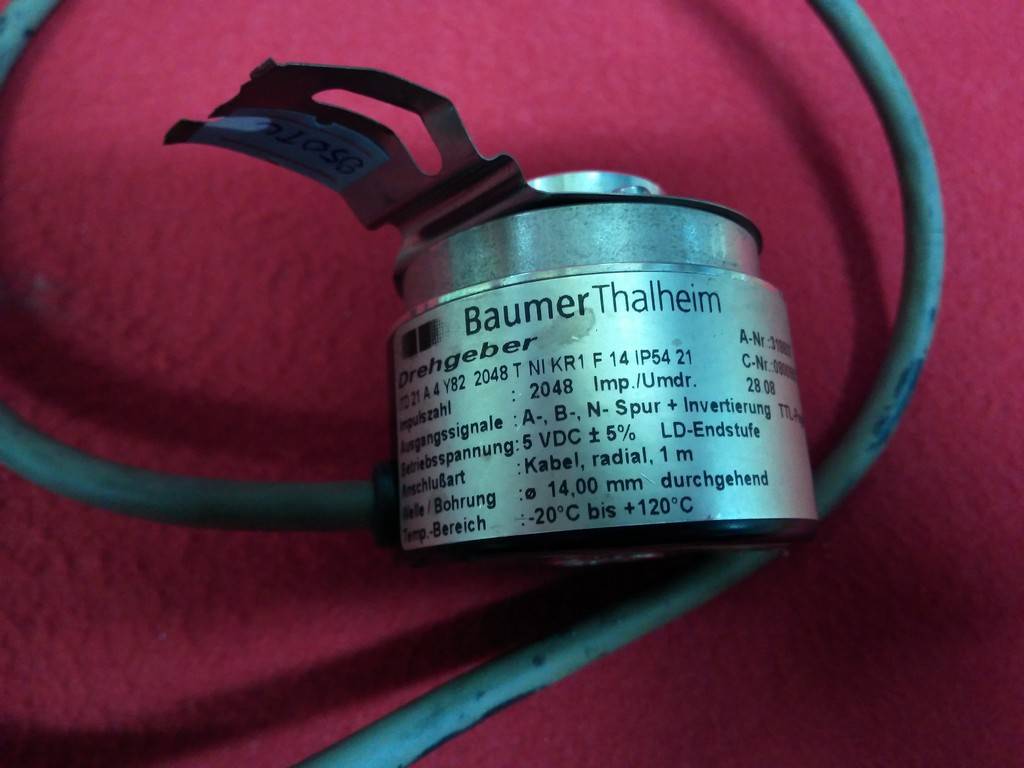 BaumerThalheim
Drehgeber
ITD 21 A 4 Y82 2048 T NI KR1 F 14 IP54 21
A-Nr.:
C-Nr.:
28 08
Impulszahl : 2048 Imp./Umdr.
Ausgangssignale : A-, B-, N- Spur + Invertierung
Betriebsspannung: 5 VDC ± 5% LD-Endstufe
Anschlußart : Kabel, radial, 1 m
Welle / Bohrung : ø 14,00 mm durchgehend
Temp.-Bereich : -20°C bis +120°C